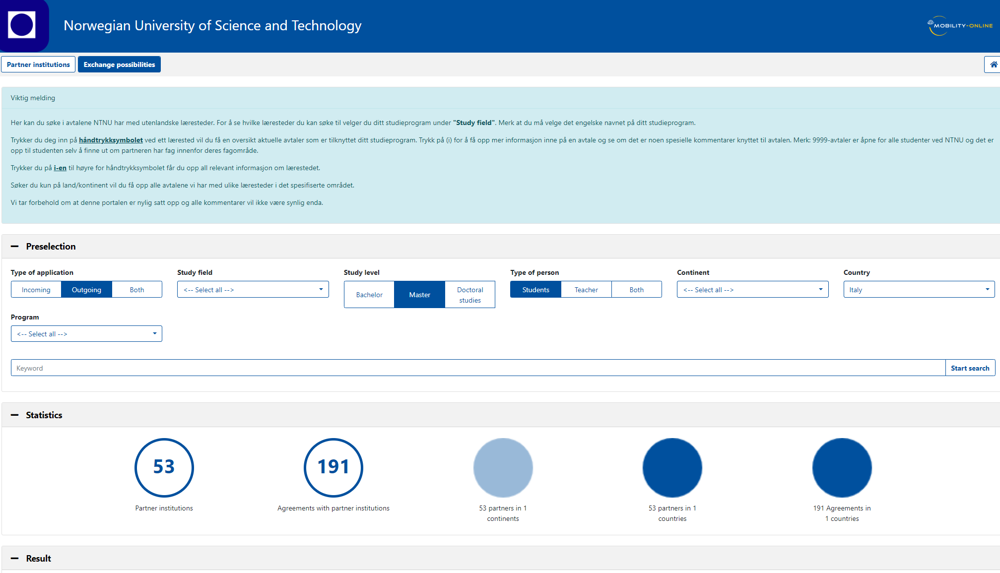 Norwegian University of Science and Technology
MOBILITY-ONLINE
Partner institutions
Exchange possibilities
Viktig melding
Her kan du søke i avtalene NTNU har med utenlandske læresteder. For å se hvilke læresteder du kan søke til velger du ditt studieprogram under "Study field". Merk at du må velge det engelske navnet på ditt studieprogram.
Trykker du deg inn på håndtrykksymbolet ved ett lærested vil du få en oversikt aktuelle avtaler som er tilknyttet ditt studieprogram. Trykk på (i) for å få opp mer informasjon inne på en avtale og se om det er noen spesielle kommentarer knyttet til avtalen. Merk: 9999-avtaler er åpne for alle studenter ved NTNU og det er
opp til studenten selv å finne ut om partneren har fag innenfor deres fagområde.
Trykker du på i-en til høyre for håndtrykksymbolet får du opp all relevant informasjon om lærestedet.
Søker du kun på land/kontinent vil du få opp alle avtalene vi har med ulike læresteder i det spesifiserte området.
Vi tar forbehold om at denne portalen er nylig satt opp og alle kommentarer vil ikke være synlig enda.
Preselection
Type of application
Incoming
Outgoing
Both
Study field
<-- Select all -->
Study level
Bachelor
Master
Doctoral
studies
Type of person
Students
Teacher
Both
Continent
<-- Select all -->
Country
Italy
Program
<-- Select all -->
Keyword
Start search
Statistics
53
Partner institutions
191
Agreements with partner institutions
53 partners in 1
continents
53 partners in 1
countries
191 Agreements in
1 countries
Result